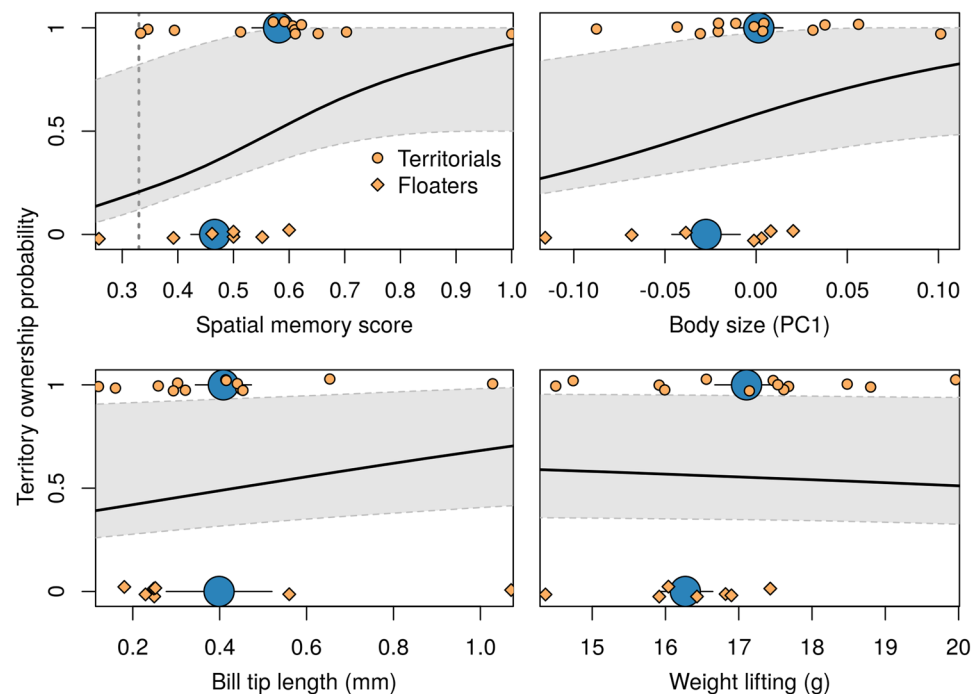 Territory ownership probability
1
0.5
0
Territorials
Floaters
0.3 0.4 0.5 0.6 0.7 0.8 0.9 1.0
Spatial memory score
-0.10 -0.05 0.00 0.05 0.10
Body size (PC1)
1
0.5
0
0.2 0.4 0.6 0.8 1.0
Bill tip length (mm)
15 16 17 18 19 20
Weight lifting (g)